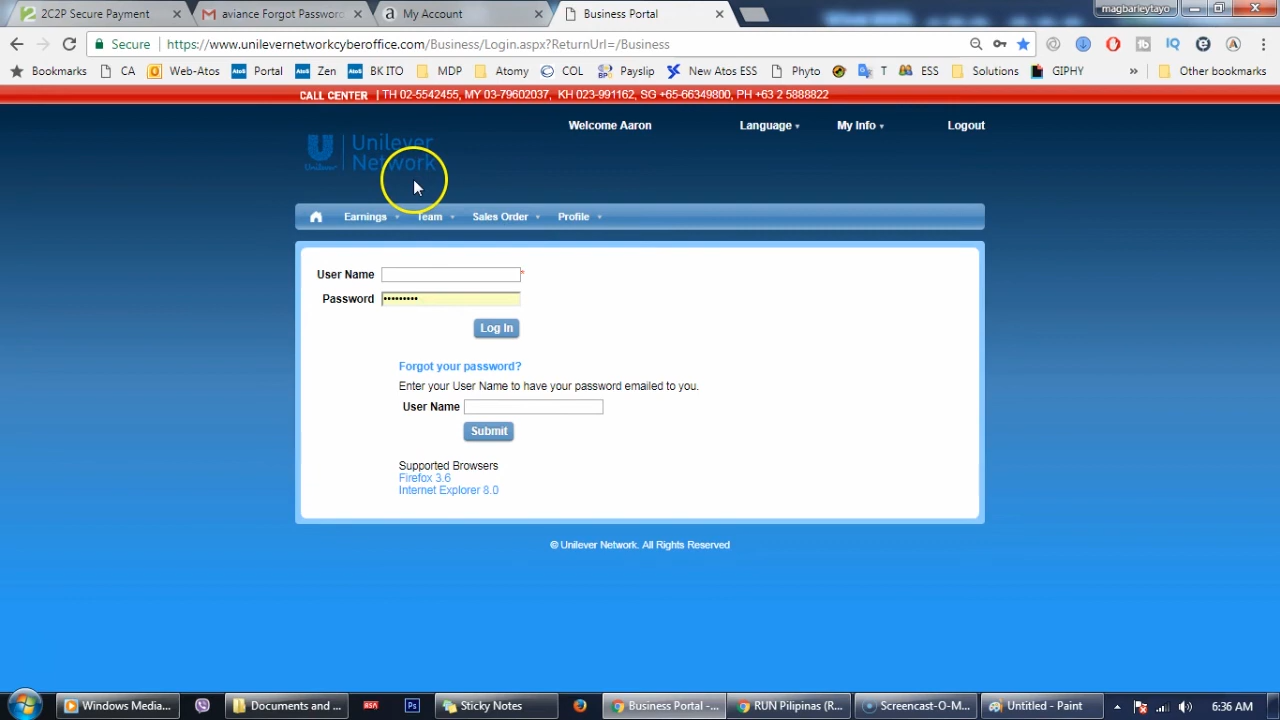 2C2P Secure Payment
aviance Forgot Password
My Account
Business Portal
magbarleytayo
Secure
https://www.unilevernetworkcyberoffice.com/Business/Login.aspx?ReturnUrl=/Business
Bookmarks CA Web-Atos Portal Zen BK ITO MDP Atomy COL Payslip New Atos ESS Phyto T ESS Solutions GIPHY » Other bookmarks
CALL CENTER | TH 02-5542455, MY 03-79602037, KH 023-991162, SG +65-66349800, PH +63 2 5888822
Welcome Aaron Language My Info Logout
Unilever
Network
Unilever
Earnings Team Sales Order Profile
User Name *
Password •••••••••
Log In
Forgot your password?
Enter your User Name to have your password emailed to you.
User Name
Submit
Supported Browsers
Firefox 3.6
Internet Explorer 8.0
© Unilever Network. All Rights Reserved
Windows Media... Documents and ... RSA Ps Sticky Notes Business Portal -... RUN Pilipinas (R... Screencast-O-M... Untitled - Paint 6:36 AM